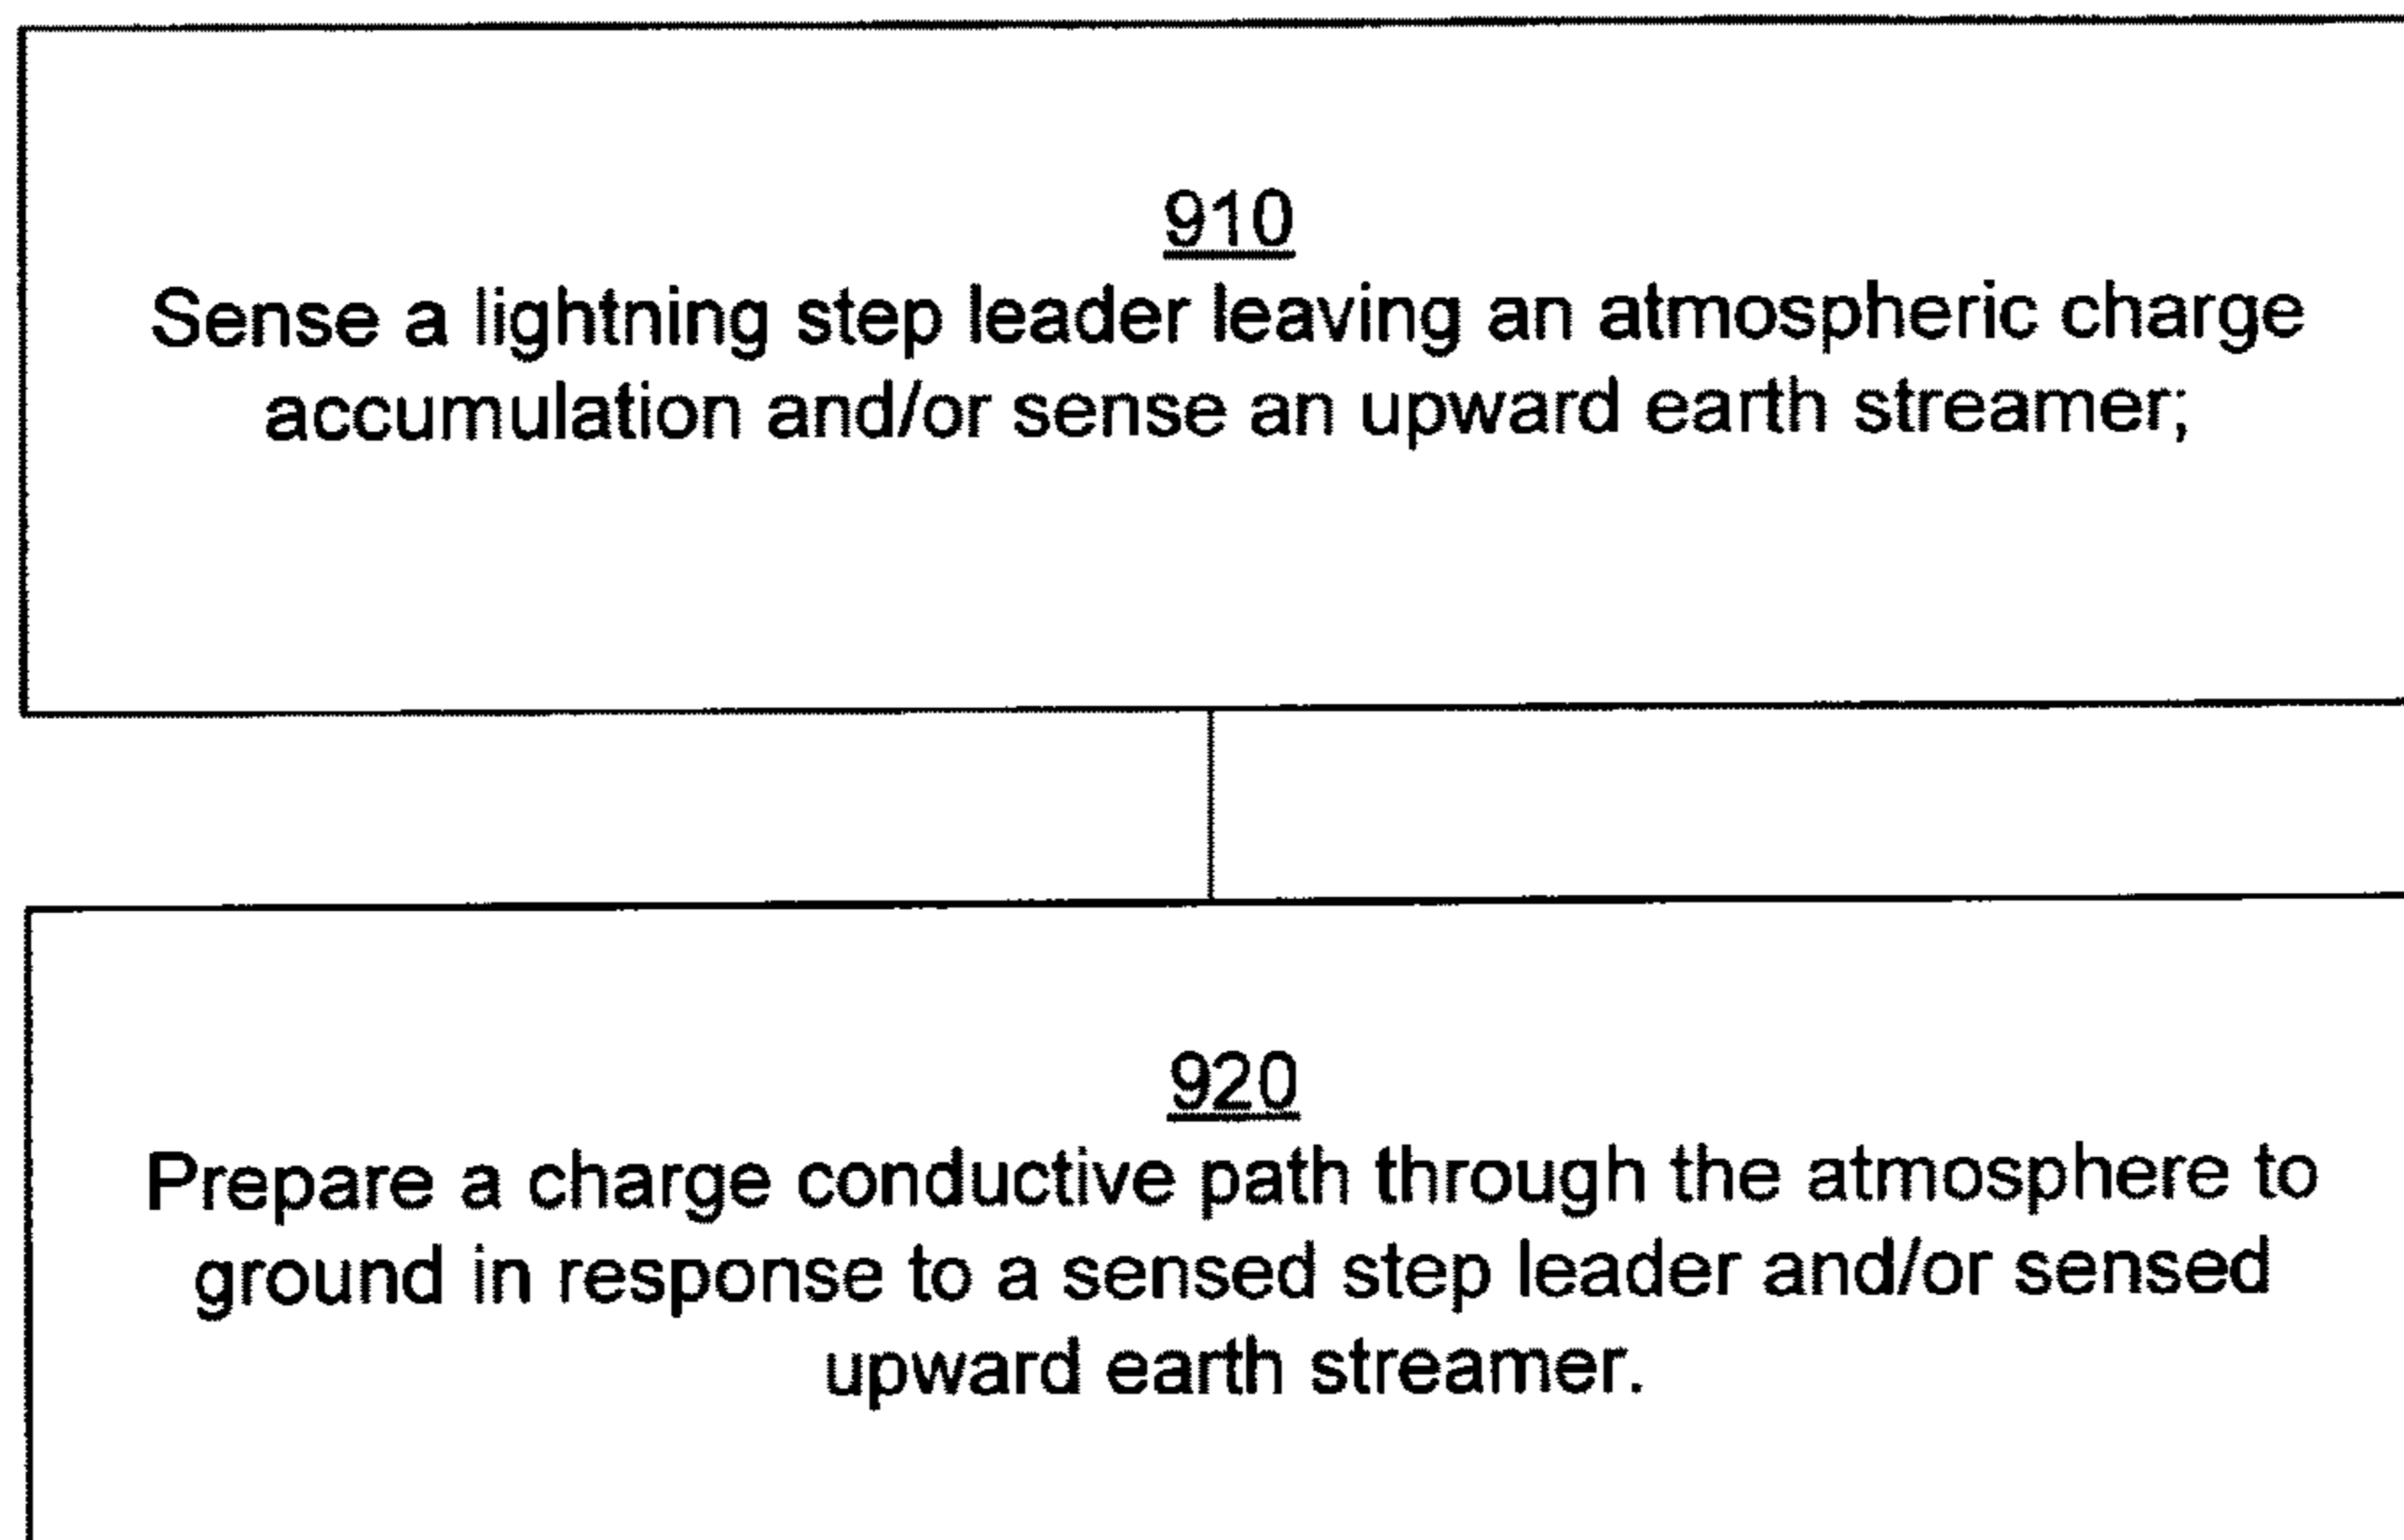 910
Sense a lightning step leader leaving an atmospheric charge
accumulation and/or sense an upward earth streamer;
920
Prepare a charge conductive path through the atmosphere to
ground in response to a sensed step leader and/or sensed
upward earth streamer.